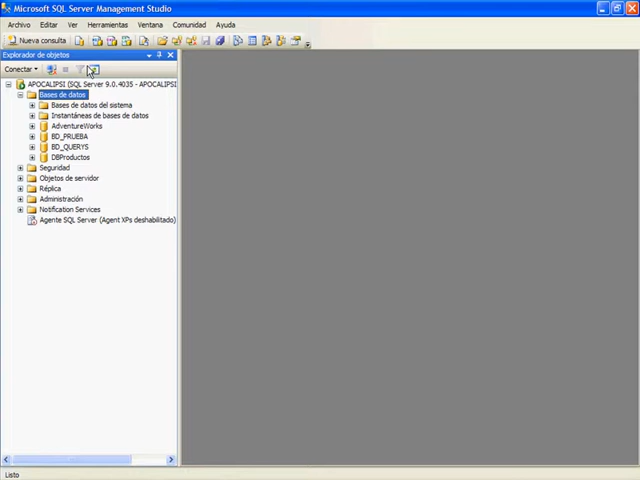 Microsoft SQL Server Management Studio
Archivo Editar Ver Herramientas Ventana Comunidad Ayuda
Nueva consulta
Explorador de objetos
Conectar
APOCALIPSI (SQL Server 9.0.4035 - APOCALIPSI
Bases de datos
Bases de datos del sistema
Instantáneas de bases de datos
AdventureWorks
BD_PRUEBA
BD_QUERYS
DBProductos
Seguridad
Objetos de servidor
Réplica
Administración
Notification Services
Agente SQL Server (Agent XPs deshabilitado)
Listo